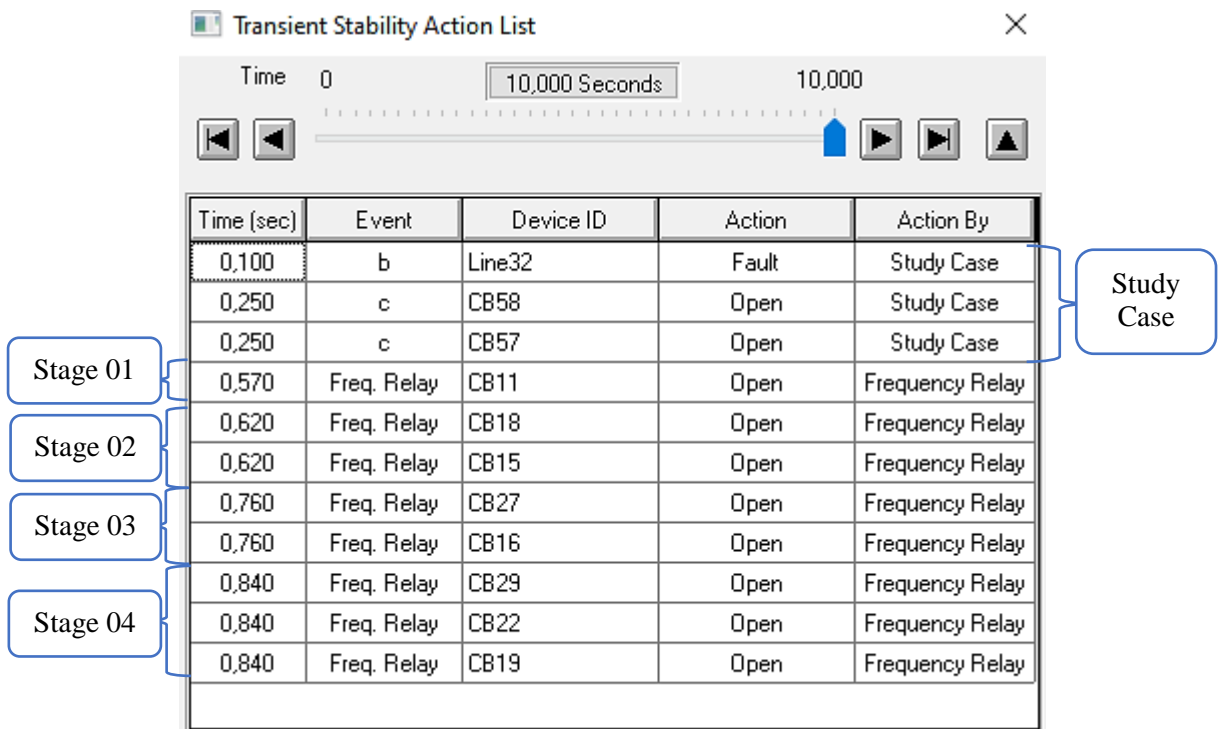 Transient Stability Action List
Time 0 10,000 Seconds 10,000
Time (sec) Event Device ID Action Action By
0,100 b Line32 Fault Study Case
0,250 c CB58 Open Study Case
0,250 c CB57 Open Study Case
Study
Case
Stage 01
0,570 Freq. Relay CB11 Open Frequency Relay
Stage 02
0,620 Freq. Relay CB18 Open Frequency Relay
0,620 Freq. Relay CB15 Open Frequency Relay
Stage 03
0,760 Freq. Relay CB27 Open Frequency Relay
0,760 Freq. Relay CB16 Open Frequency Relay
Stage 04
0,840 Freq. Relay CB29 Open Frequency Relay
0,840 Freq. Relay CB22 Open Frequency Relay
0,840 Freq. Relay CB19 Open Frequency Relay